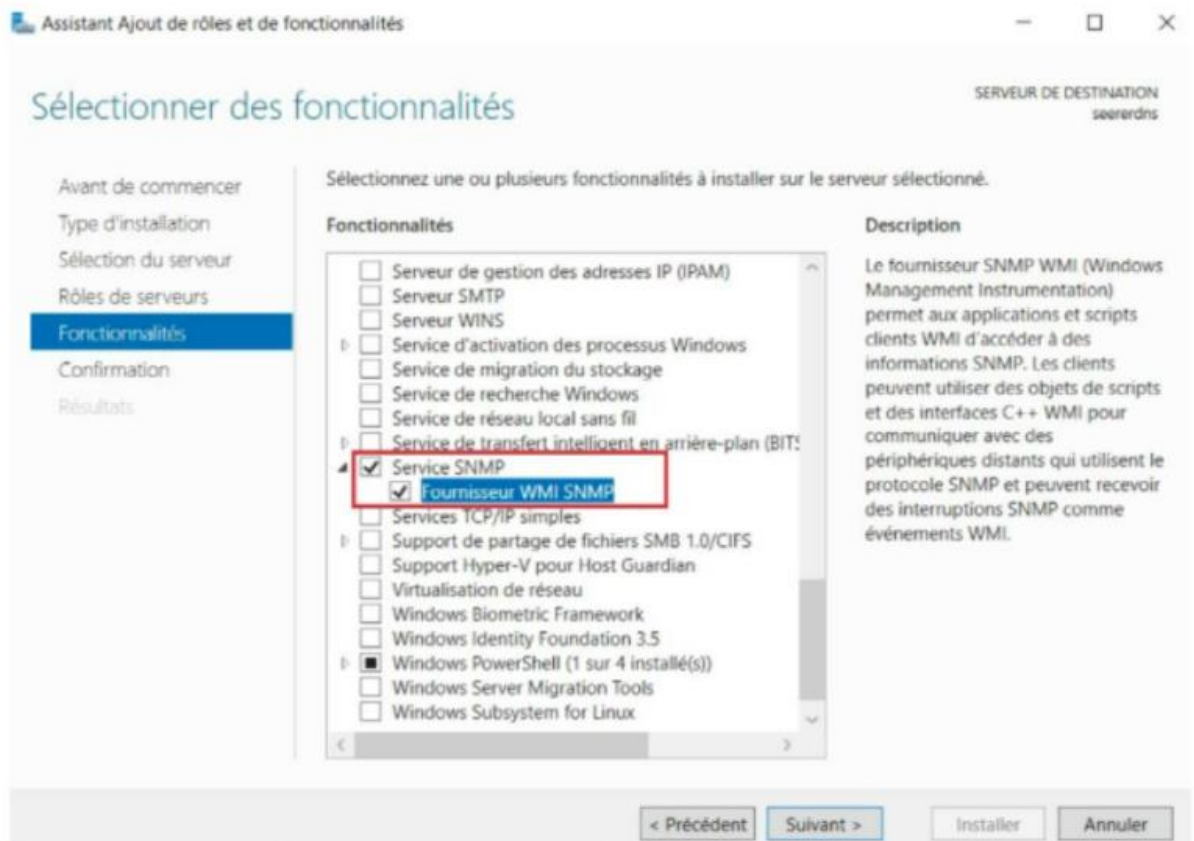 Assistant Ajout de rôles et de fonctionnalités
Sélectionner des fonctionnalités
SERVEUR DE DESTINATION
seererdns
Avant de commencer
Type d'installation
Sélection du serveur
Rôles de serveurs
Fonctionnalités
Confirmation
Résultats
Sélectionnez une ou plusieurs fonctionnalités à installer sur le serveur sélectionné.
Fonctionnalités
Serveur de gestion des adresses IP (IPAM)
Serveur SMTP
Serveur WINS
Service d'activation des processus Windows
Service de migration du stockage
Service de recherche Windows
Service de réseau local sans fil
Service de transfert intelligent en arrière-plan (BITS
Service SNMP
Fournisseur WMI SNMP
Services TCP/IP simples
Support de partage de fichiers SMB 1.0/CIFS
Support Hyper-V pour Host Guardian
Virtualisation de réseau
Windows Biometric Framework
Windows Identity Foundation 3.5
Windows PowerShell (1 sur 4 installé(s))
Windows Server Migration Tools
Windows Subsystem for Linux
Description
Le fournisseur SNMP WMI (Windows
Management Instrumentation)
permet aux applications et scripts
clients WMI d'accéder à des
informations SNMP. Les clients
peuvent utiliser des objets de scripts
et des interfaces C++ WMI pour
communiquer avec des
périphériques distants qui utilisent le
protocole SNMP et peuvent recevoir
des interruptions SNMP comme
événements WMI.
< Précédent
Suivant >
Installer
Annuler